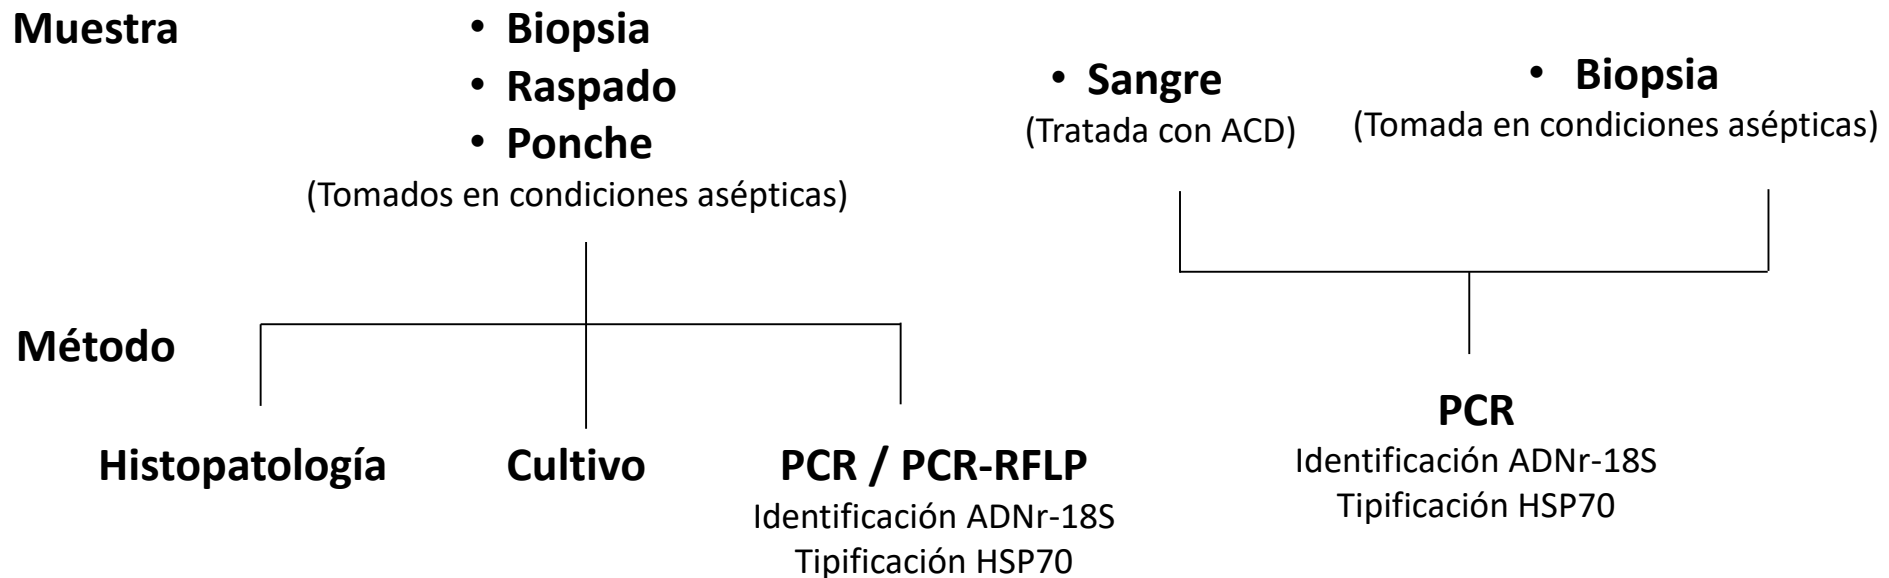 Muestra
• Biopsia
• Raspado
• Ponche
(Tomados en condiciones asépticas)
• Sangre
(Tratada con ACD)
• Biopsia
(Tomada en condiciones asépticas)
Método
Histopatología
Cultivo
PCR / PCR-RFLP
Identificación ADNr-18S
Tipificación HSP70
PCR
Identificación ADNr-18S
Tipificación HSP70